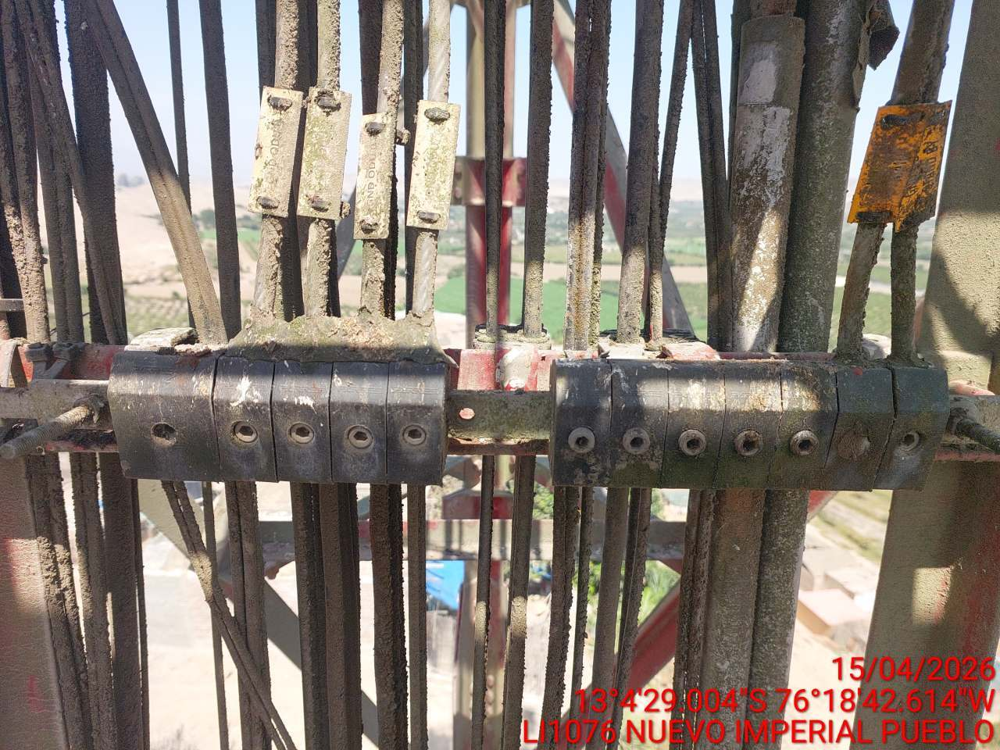 15/04/2026
13°4'29.004"S 76°18'42.614"W
LI1076 NUEVO IMPERIAL PUEBLO